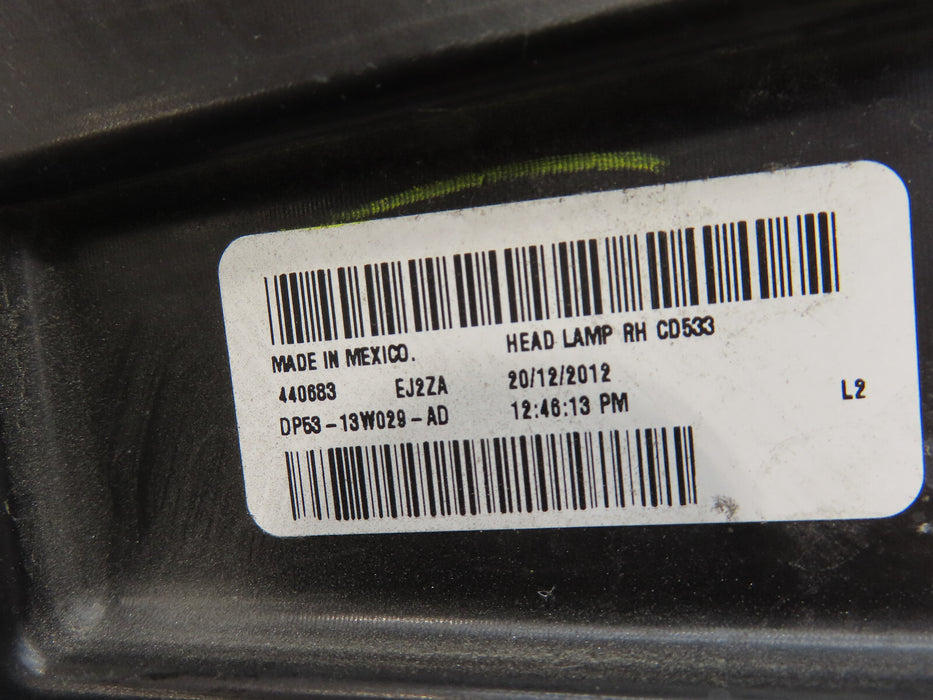 MADE IN MEXICO. HEAD LAMP RH CD533
440683 EJ2ZA 20/12/2012
DP53-13W029-AD 12:46:13 PM
L2